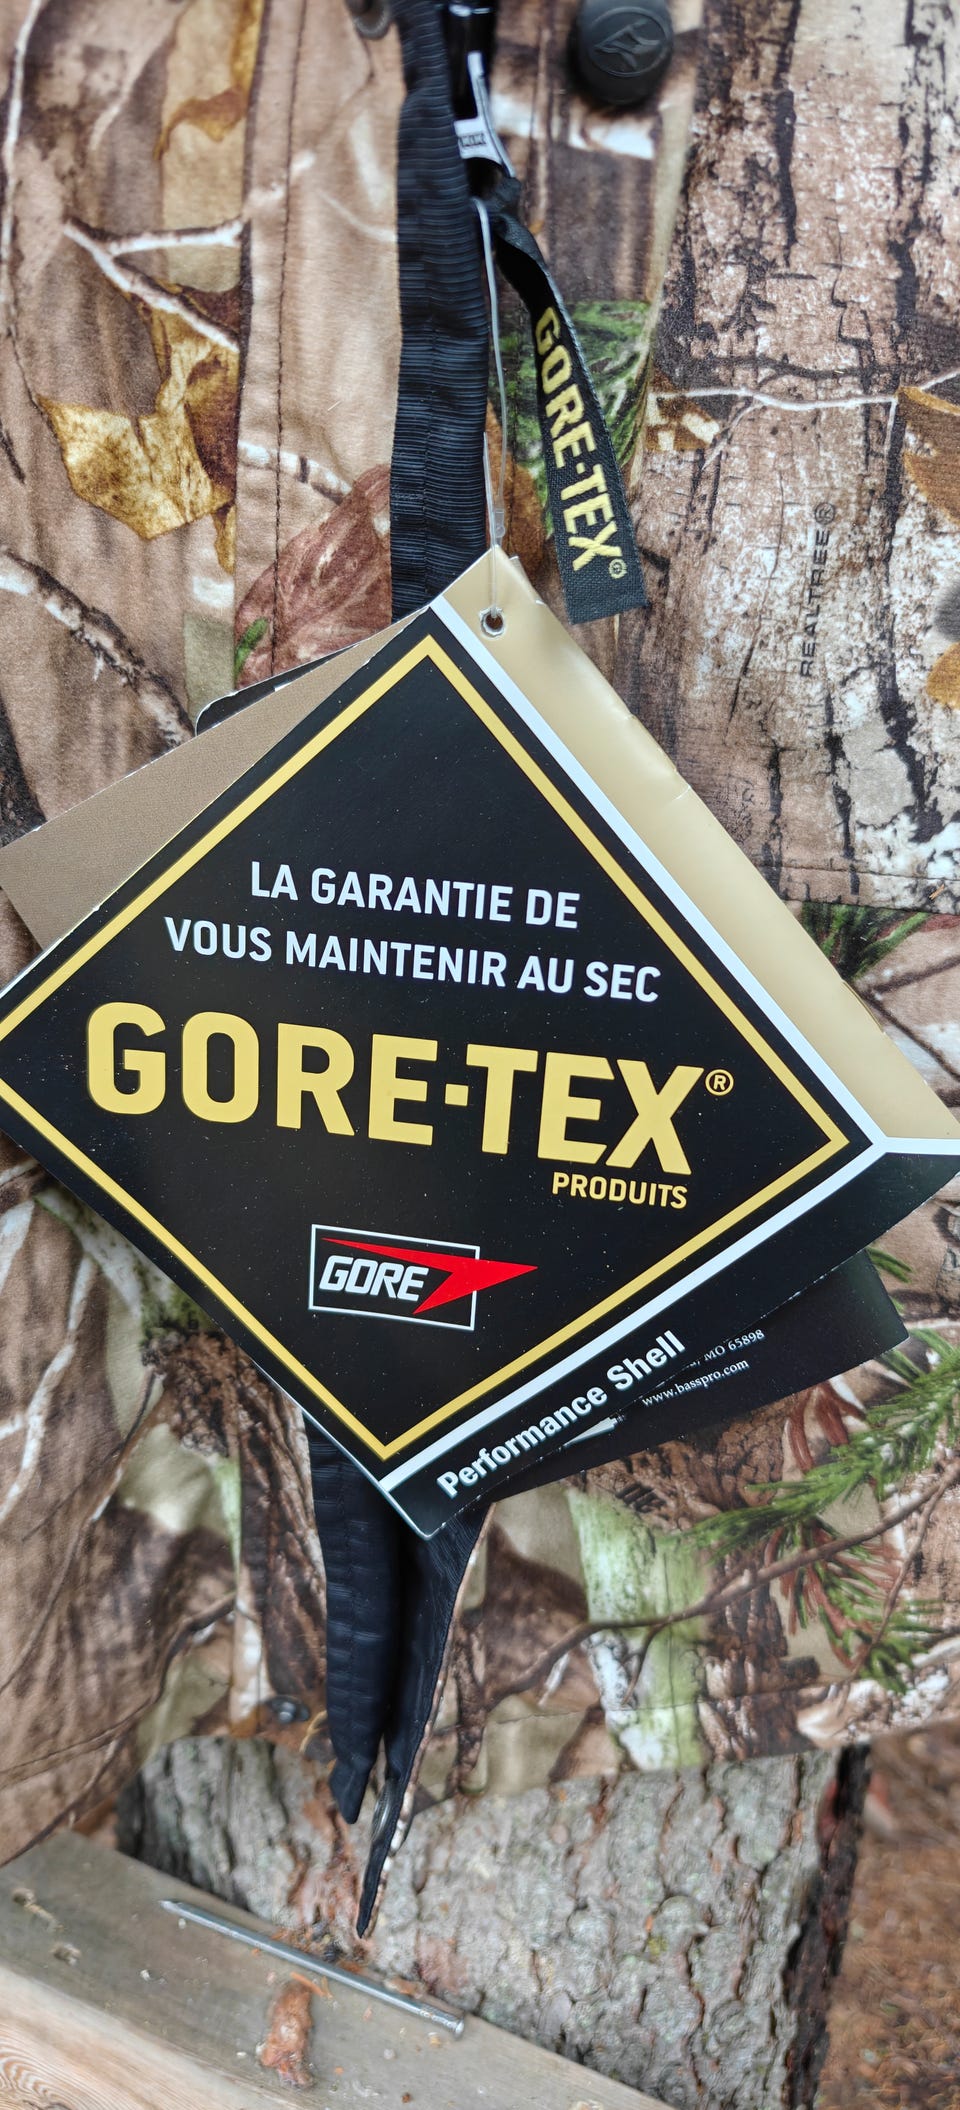 YKK
GORE-TEX®
REALTREE®
LA GARANTIE DE
VOUS MAINTENIR AU SEC
GORE-TEX®
PRODUITS
GORE
Performance Shell
MO 65898
www.basspro.com